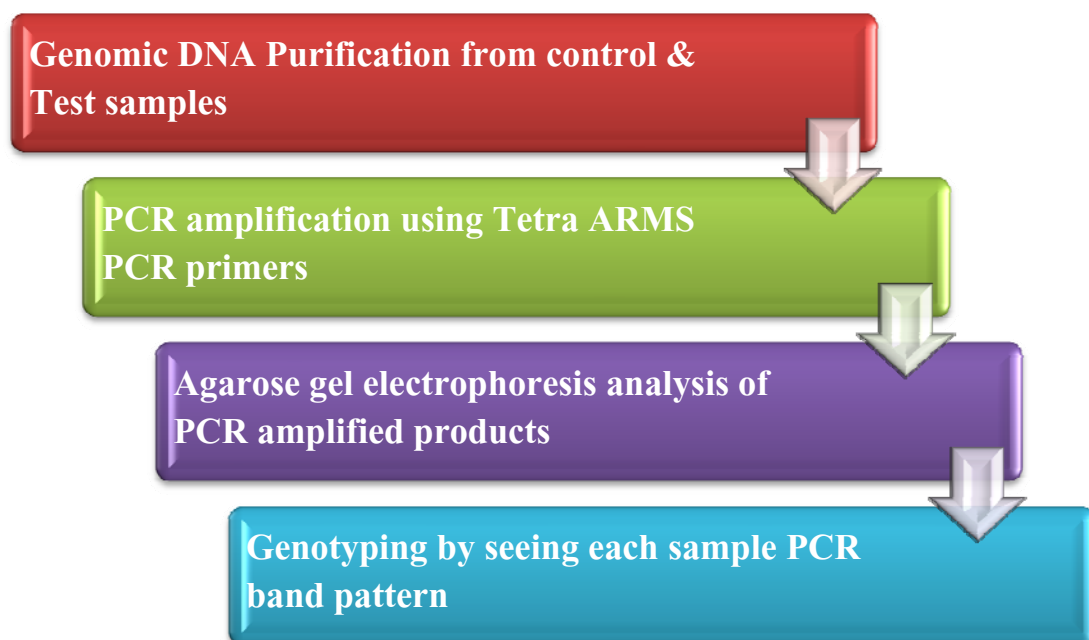 Genomic DNA Purification from control &
Test samples
PCR amplification using Tetra ARMS
PCR primers
Agarose gel electrophoresis analysis of
PCR amplified products
Genotyping by seeing each sample PCR
band pattern